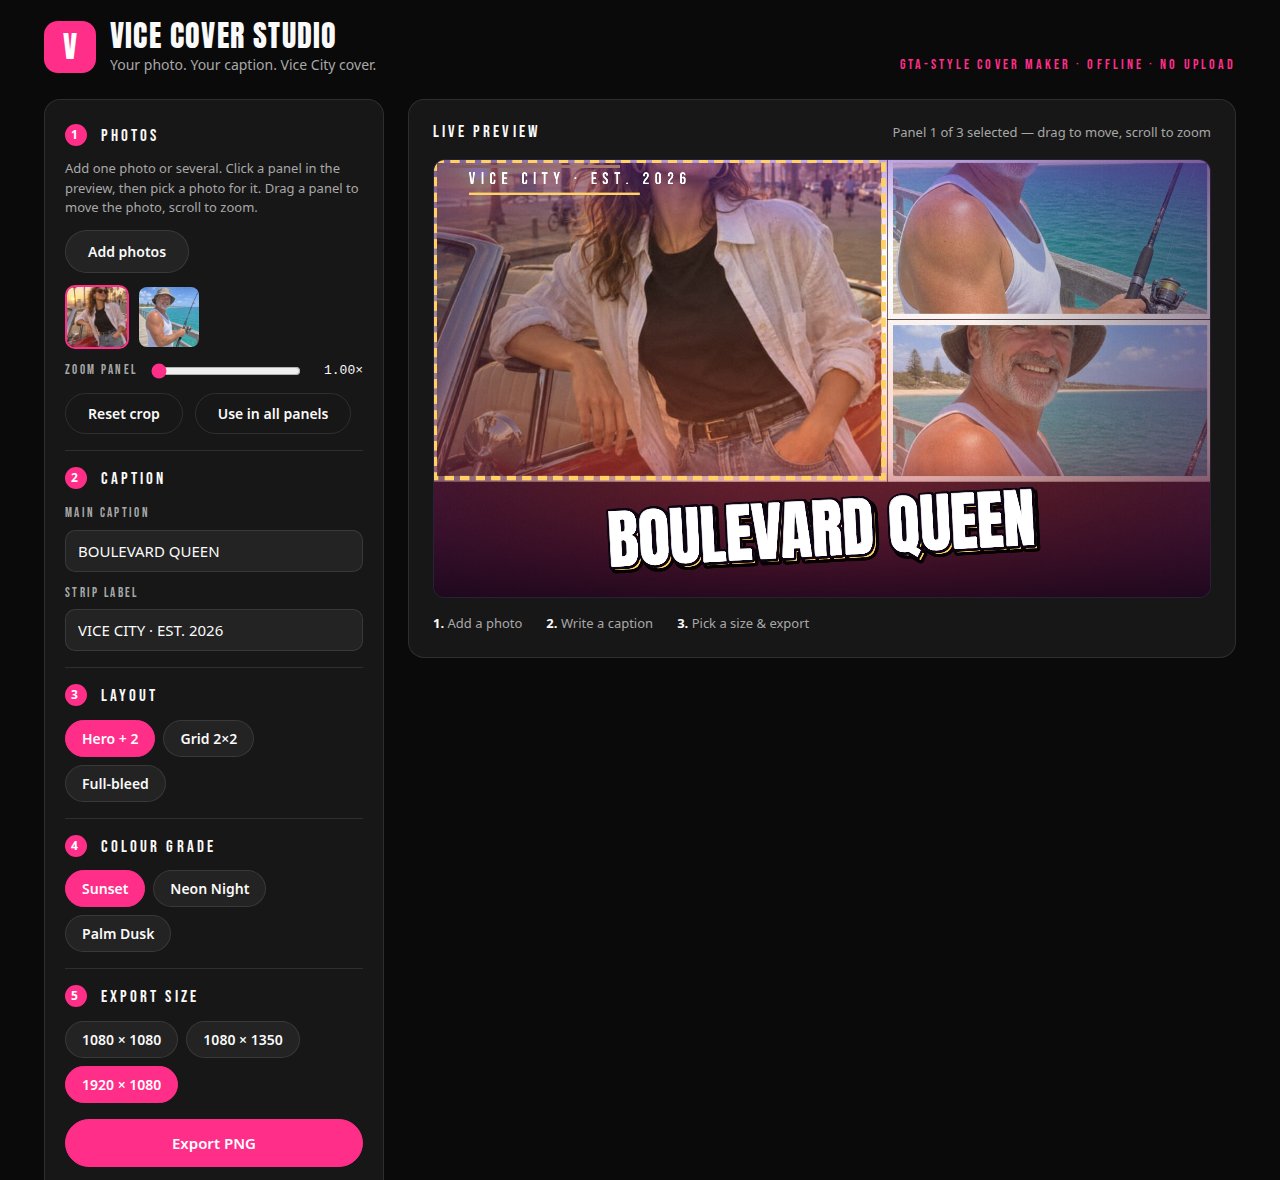 V
VICE COVER STUDIO
Your photo. Your caption. Vice City cover.
GTA-STYLE COVER MAKER · OFFLINE · NO UPLOAD
1 PHOTOS
Add one photo or several. Click a panel in the
preview, then pick a photo for it. Drag a panel to
move the photo, scroll to zoom.
Add photos
ZOOM PANEL 1.00×
Reset crop Use in all panels
2 CAPTION
MAIN CAPTION
BOULEVARD QUEEN
STRIP LABEL
VICE CITY · EST. 2026
3 LAYOUT
Hero + 2 Grid 2×2
Full-bleed
4 COLOUR GRADE
Sunset Neon Night
Palm Dusk
5 EXPORT SIZE
1080 × 1080 1080 × 1350
1920 × 1080
Export PNG
LIVE PREVIEW
Panel 1 of 3 selected — drag to move, scroll to zoom
VICE CITY · EST. 2026
BOULEVARD QUEEN
1. Add a photo 2. Write a caption 3. Pick a size & export